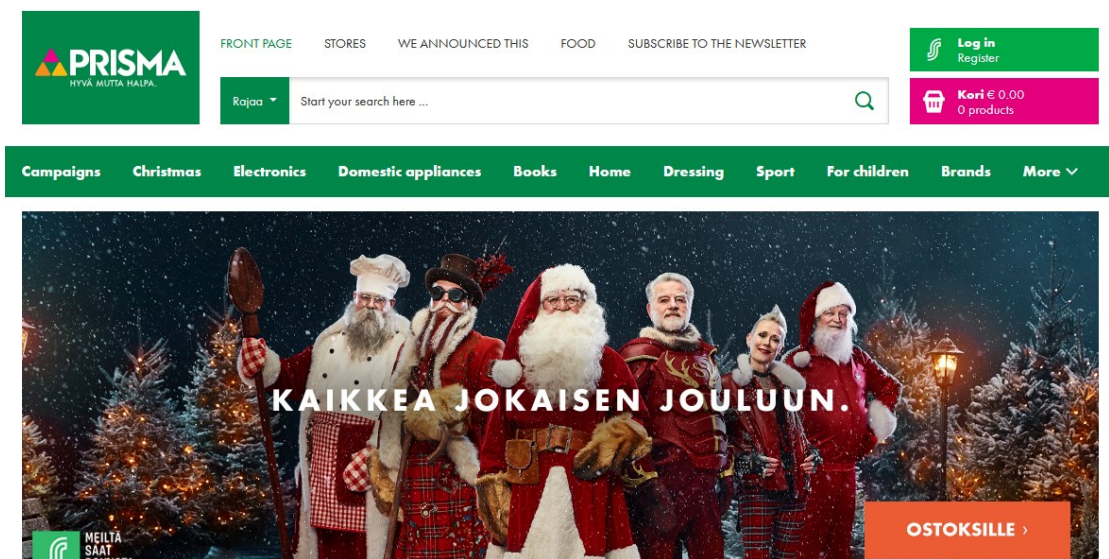 PRISMA
HYVÄ MUTTA HALPA.
FRONT PAGE STORES WE ANNOUNCED THIS FOOD SUBSCRIBE TO THE NEWSLETTER
Rajaa Start your search here ...
Log in
Register
Kori € 0.00
0 products
Campaigns Christmas Electronics Domestic appliances Books Home Dressing Sport For children Brands More
KAIKKEA JOKAISEN JOULUUN.
MEILTÄ
SAAT
OSTOKSILLE ›